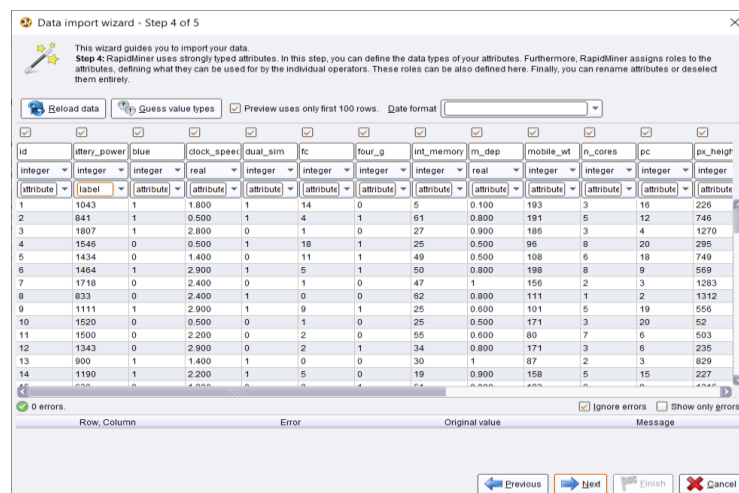 Data import wizard - Step 4 of 5
This wizard guides you to import your data.
Step 4: RapidMiner uses strongly typed attributes. In this step, you can define the data types of your attributes. Furthermore, RapidMiner assigns roles to the
attributes, defining what they can be used for by the individual operators. These roles can be also defined here. Finally, you can rename attributes or deselect
them entirely.
Reload data Guess value types Preview uses only first 100 rows. Date format
id attery_power blue clock_speed dual_sim fc four_g int_memory m_dep mobile_wt n_cores pc px_heigh
integer integer integer real integer integer integer integer real integer integer integer integer
attribute label attribute attribute attribute attribute attribute attribute attribute attribute attribute attribute attribute
1 1043 1 1.800 1 14 0 5 0.100 193 3 16 226
2 841 1 0.500 1 4 1 61 0.800 191 5 12 746
3 1807 1 2.800 0 1 0 27 0.900 186 3 4 1270
4 1546 0 0.500 1 18 1 25 0.500 96 8 20 295
5 1434 0 1.400 0 11 1 49 0.500 108 6 18 749
6 1464 1 2.900 1 5 1 50 0.800 198 8 9 569
7 1718 0 2.400 0 1 0 47 1 156 2 3 1283
8 833 0 2.400 1 0 0 62 0.800 111 1 2 1312
9 1111 1 2.900 1 9 1 25 0.600 101 5 19 556
10 1520 0 0.500 0 1 0 25 0.500 171 3 20 52
11 1500 0 2.200 0 2 0 55 0.600 80 7 6 503
12 1343 0 2.900 0 2 1 34 0.800 171 3 6 235
13 900 1 1.400 1 0 0 30 1 87 2 3 829
14 1190 1 2.200 1 5 0 19 0.900 158 5 15 227
0 errors. Ignore errors Show only errors
Row, Column Error Original value Message
Previous Next Finish Cancel